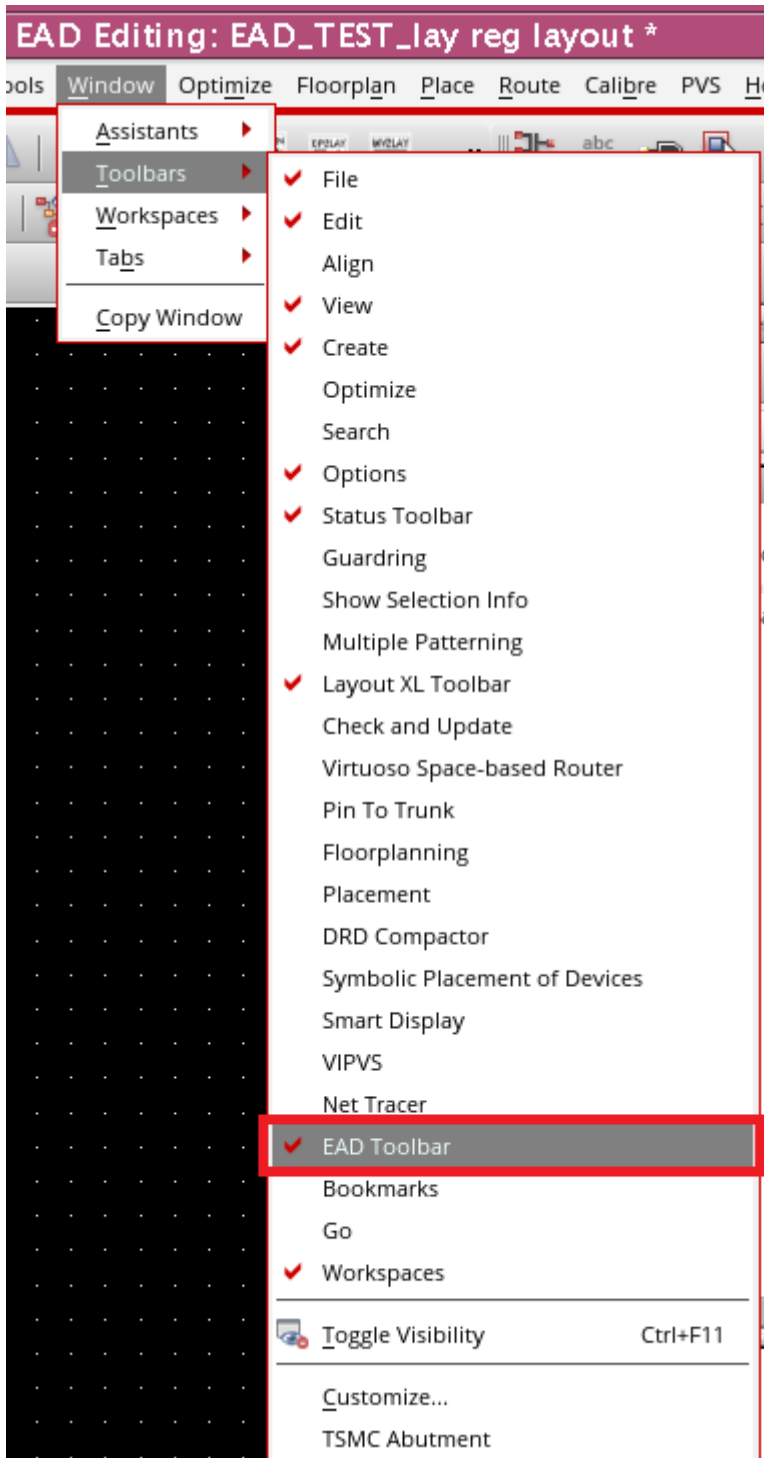 EAD Editing: EAD_TEST_lay reg layout *
Window Optimize Floorplan Place Route Calibre PVS
abc
Assistants
Toolbars
Workspaces
Tabs
Copy Window
File
Edit
Align
View
Create
Optimize
Search
Options
Status Toolbar
Guardring
Show Selection Info
Multiple Patterning
Layout XL Toolbar
Check and Update
Virtuoso Space-based Router
Pin To Trunk
Floorplanning
Placement
DRD Compactor
Symbolic Placement of Devices
Smart Display
VIPVS
Net Tracer
EAD Toolbar
Bookmarks
Go
Workspaces
Toggle Visibility Ctrl+F11
Customize...
TSMC Abutment